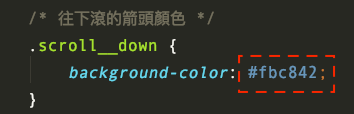 /* 往下滾的箭頭顏色 */
.scroll__down {
background-color: #fbc842;
}